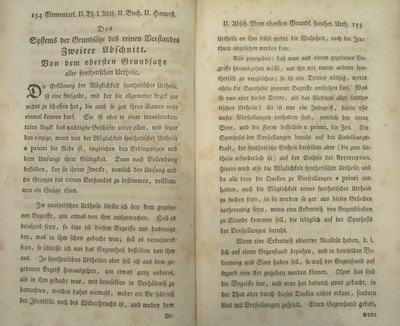 154 Elementarl. II. Th. I. Abth. II. Buch. II. Hauptst.
Des
Systems der Grundsätze des reinen Verstandes
Zweiter Abschnitt.
Von dem obersten Grundsatze
aller synthetischen Urtheile.
Die Erklärung der Möglichkeit synthetischer Urtheile,
ist eine Aufgabe, mit der die allgemeine Logik gar
nichts zu schaffen hat, die auch so gar ihren Namen nicht
einmal kennen darf. Sie ist aber in einer transscenden-
talen Logik das wichtigste Geschäfte unter allen, und sogar
das einzige, wenn von der Möglichkeit synthetischer Urtheile
a priori die Rede ist, ingleichen den Bedingungen und
dem Umfange ihrer Gültigkeit. Denn nach Vollendung
desselben, kan sie ihrem Zwecke, nemlich den Umfang und
die Grenzen des reinen Verstandes zu bestimmen, vollkom-
men ein Gnüge thun.
Im analytischen Urtheile bleibe ich bey dem gegebe-
nen Begriffe, um etwas von ihm auszumachen. Soll es
beiahend seyn, so lege ich diesem Begriffe nur dasienige
bey, was in ihm schon gedacht war; soll es verneinend
seyn, so schliesse ich nur das Gegentheil desselben von ihm
aus. In synthetischen Urtheilen aber soll ich aus dem ge-
gebenen Begriff hinausgehen, um etwas ganz anderes,
als in ihm gedacht war, mit demselben in Verhältniß zu
betrachten, welches daher niemals, weder ein Verhältniß
der Identität, noch des Widerspruchs ist, und wobey dem
Ur-
II. Absch. Vom obersten Grunds. synthet. Urth. 155
Urtheile an ihm selbst weder die Wahrheit, noch der Irr-
thum angesehen werden kan.
Also zugegeben: daß man aus einem gegebenen Be-
griffe hinausgehen müsse, um ihn mit einem andern syn-
thetisch zu vergleichen; so ist ein Drittes nöthig, worin
allein die Synthesis zweener Begriffe entstehen kan. Was
ist nun aber dieses Dritte, als das Medium aller synthe-
tischen Urtheile? Es ist nur ein Inbegriff, darin alle
unsre Vorstellungen enthalten sind, nemlich der innre
Sinn, und die Form desselben a priori, die Zeit. Die
Synthesis der Vorstellungen beruht auf der Einbildungs-
kraft, die synthetische Einheit derselben aber (die zum Ur-
theile erforderlich ist) auf der Einheit der Apperception.
Hierin wird also die Möglichkeit synthetischer Urtheile, und
da alle drey die Quellen zu Vorstellungen a priori ent-
halten, auch die Möglichkeit reiner synthetischer Urtheile
zu suchen seyn, ia sie werden so gar aus diesen Gründen
nothwendig seyn, wenn eine Erkentniß von Gegenständen
zu Stande kommen soll, die lediglich auf der Synthesis
der Vorstellungen beruht.
Wenn eine Erkentniß obiective Realität haben, d. i.
sich auf einen Gegenstand beziehen, und in demselben Be-
deutung und Sinn haben soll, so muß der Gegenstand auf
irgend eine Art gegeben werden können. Ohne das sind
die Begriffe leer, und man hat dadurch zwar gedacht, in
der That aber durch dieses Denken nichts erkant, sondern
blos mit Vorstellungen gespielt. Einen Gegenstand geben,
wenn